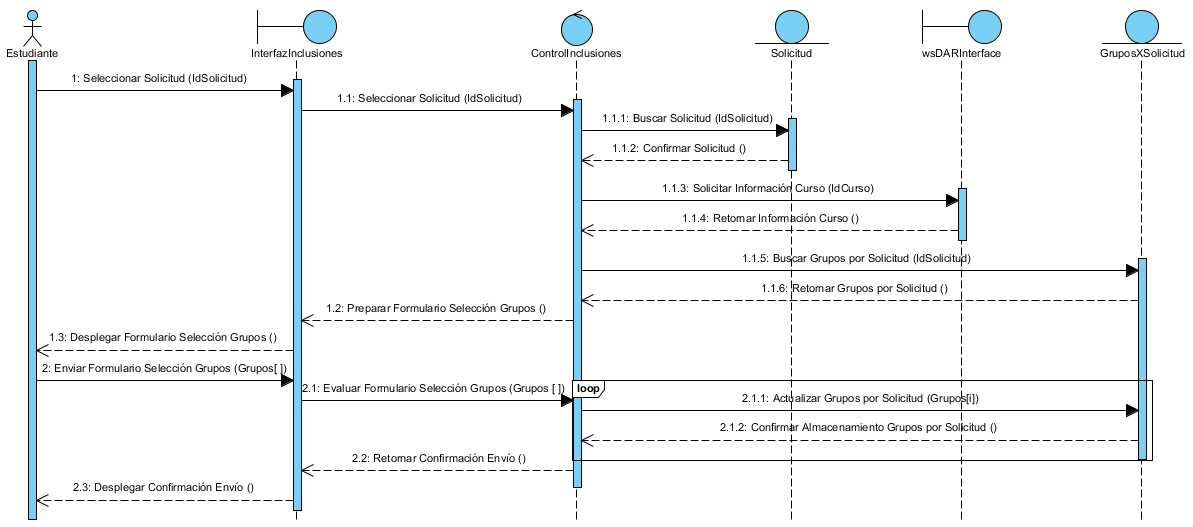 Estudiante
InterfazInclusiones
ControlInclusiones
Solicitud
wsDARInterface
GruposXSolicitud
1: Seleccionar Solicitud (IdSolicitud)
1.1: Seleccionar Solicitud (IdSolicitud)
1.1.1: Buscar Solicitud (IdSolicitud)
1.1.2: Confirmar Solicitud ()
1.1.3: Solicitar Información Curso (IdCurso)
1.1.4: Retornar Información Curso ()
1.1.5: Buscar Grupos por Solicitud (IdSolicitud)
1.1.6: Retornar Grupos por Solicitud ()
1.2: Preparar Formulario Selección Grupos ()
1.3: Desplegar Formulario Selección Grupos ()
2: Enviar Formulario Selección Grupos (Grupos[ ])
2.1: Evaluar Formulario Selección Grupos (Grupos [ ])
loop
2.1.1: Actualizar Grupos por Solicitud (Grupos[i])
2.1.2: Confirmar Almacenamiento Grupos por Solicitud ()
2.2: Retornar Confirmación Envío ()
2.3: Desplegar Confirmación Envío ()